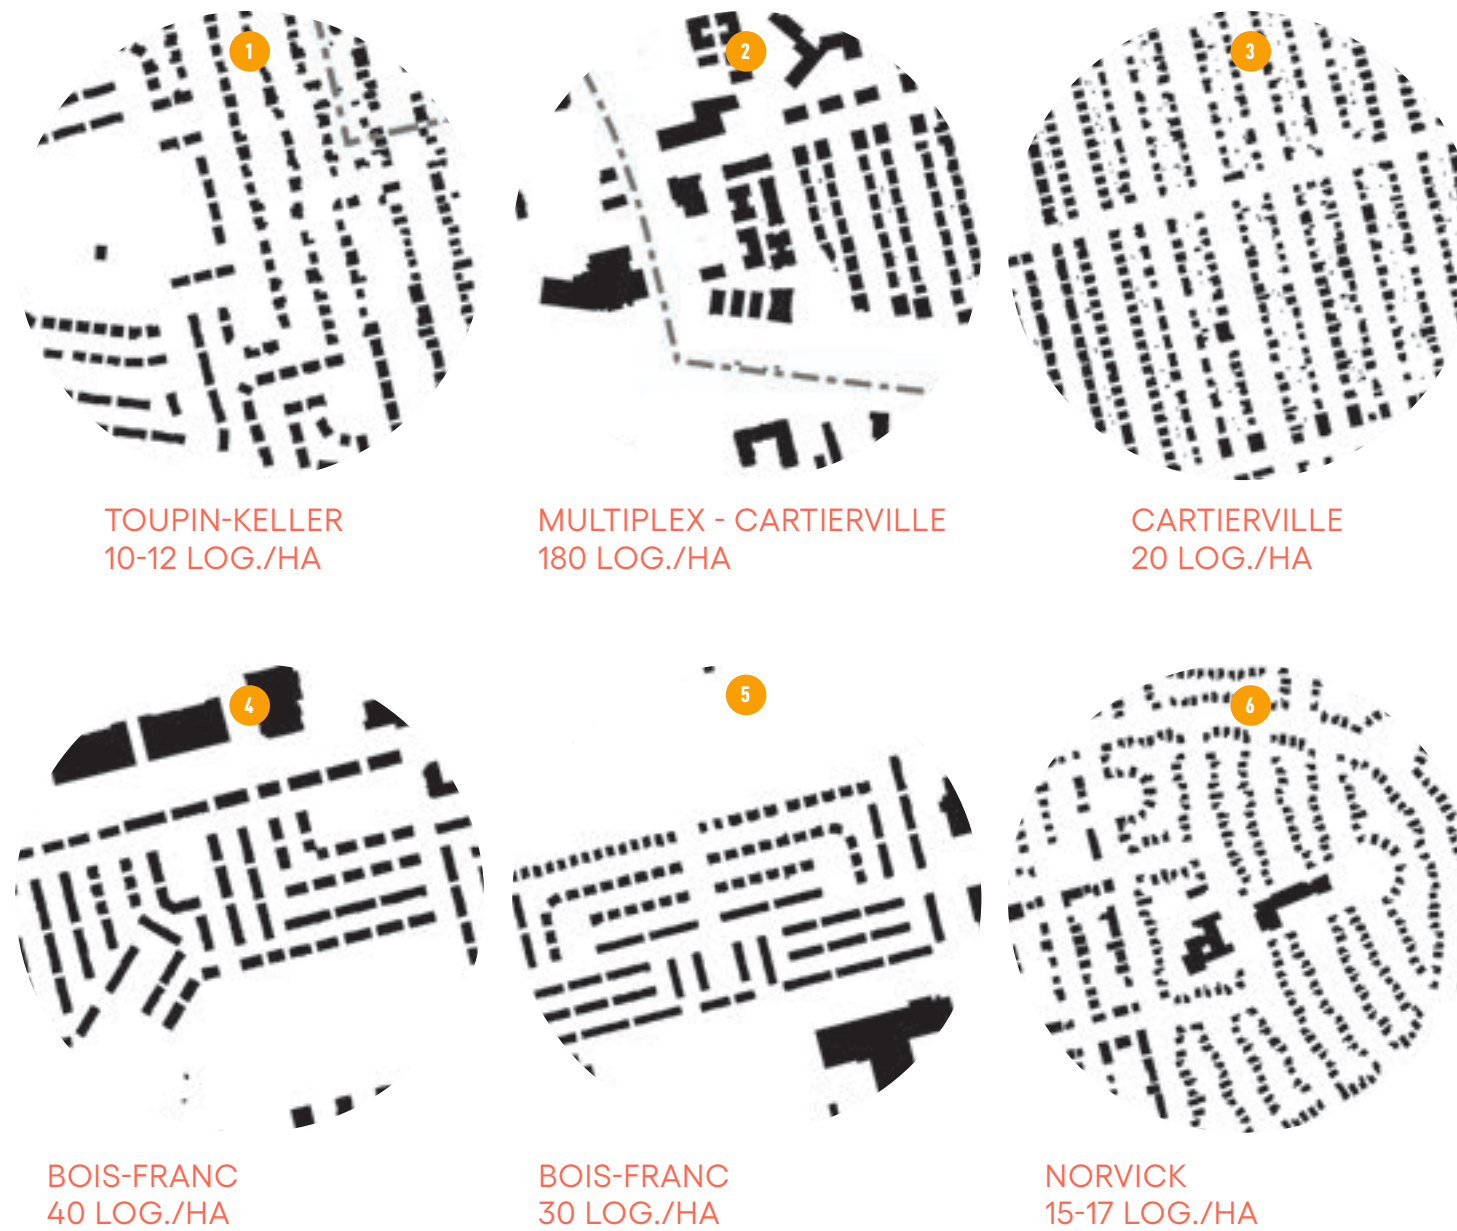 1
2
3
TOUPIN-KELLER
10-12 LOG./HA
MULTIPLEX - CARTIERVILLE
180 LOG./HA
CARTIERVILLE
20 LOG./HA
4
5
6
BOIS-FRANC
40 LOG./HA
BOIS-FRANC
30 LOG./HA
NORVICK
15-17 LOG./HA